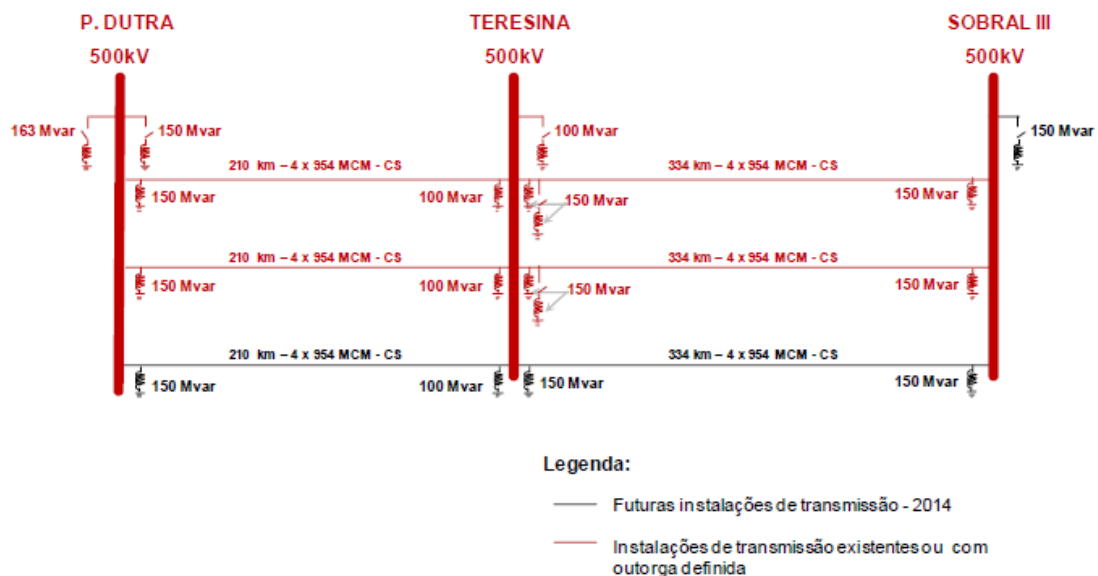 P. DUTRA
TERESINA
SOBRAL III
500kV
500kV
500kV
163 Mvar
150 Mvar
100 Mvar
150 Mvar
210 km – 4 x 954 MCM - CS
334 km – 4 x 954 MCM - CS
150 Mvar
100 Mvar
150 Mvar
150 Mvar
210 km – 4 x 954 MCM - CS
334 km – 4 x 954 MCM - CS
150 Mvar
100 Mvar
150 Mvar
150 Mvar
210 km – 4 x 954 MCM - CS
334 km – 4 x 954 MCM - CS
150 Mvar
100 Mvar
150 Mvar
150 Mvar
Legenda:
Futuras instalações de transmissão - 2014
Instalações de transmissão existentes ou com
outorga definida